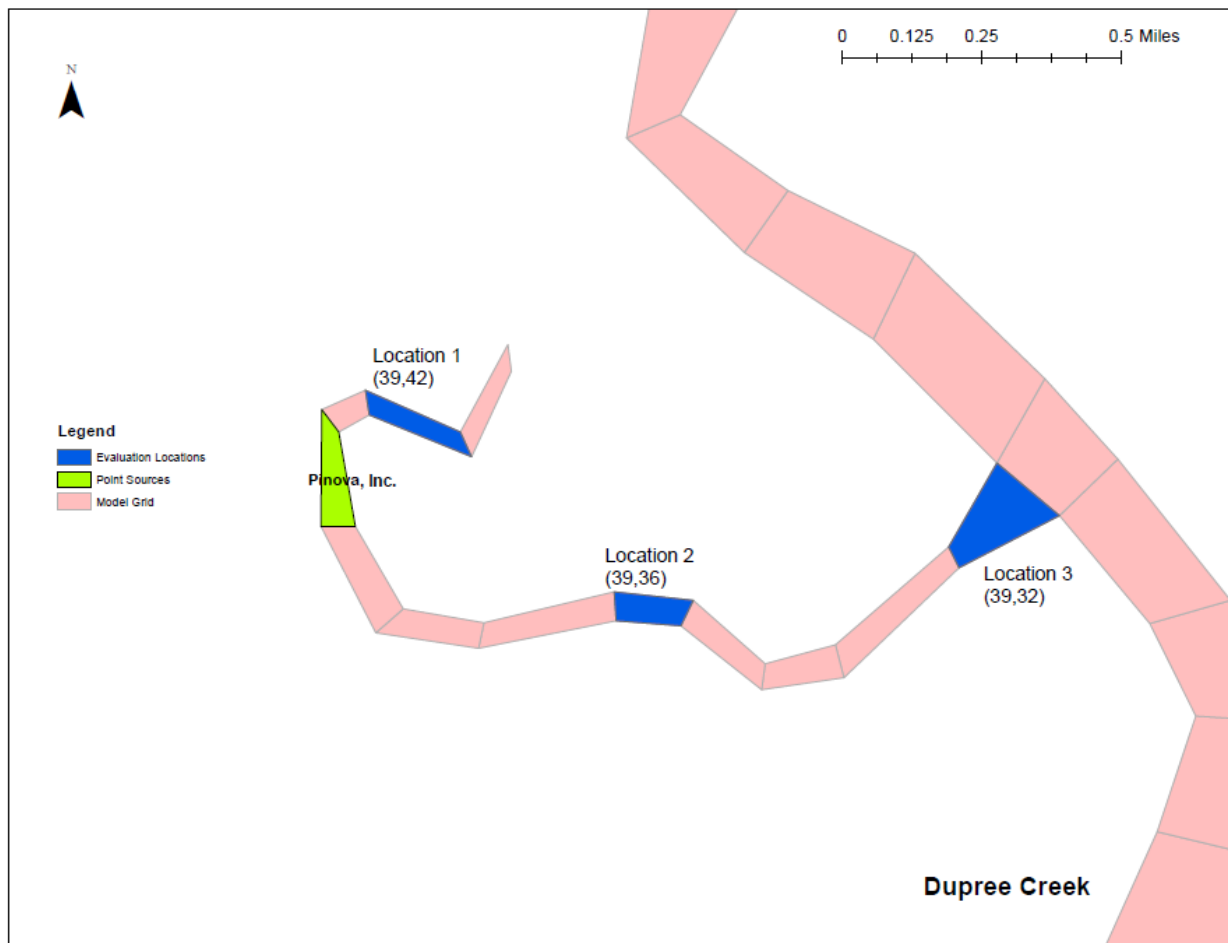 0 0.125 0.25 0.5 Miles
N
Location 1
(39,42)
Legend
Evaluation Locations
Point Sources
Model Grid
Pinova, Inc.
Location 2
(39,36)
Location 3
(39,32)
Dupree Creek